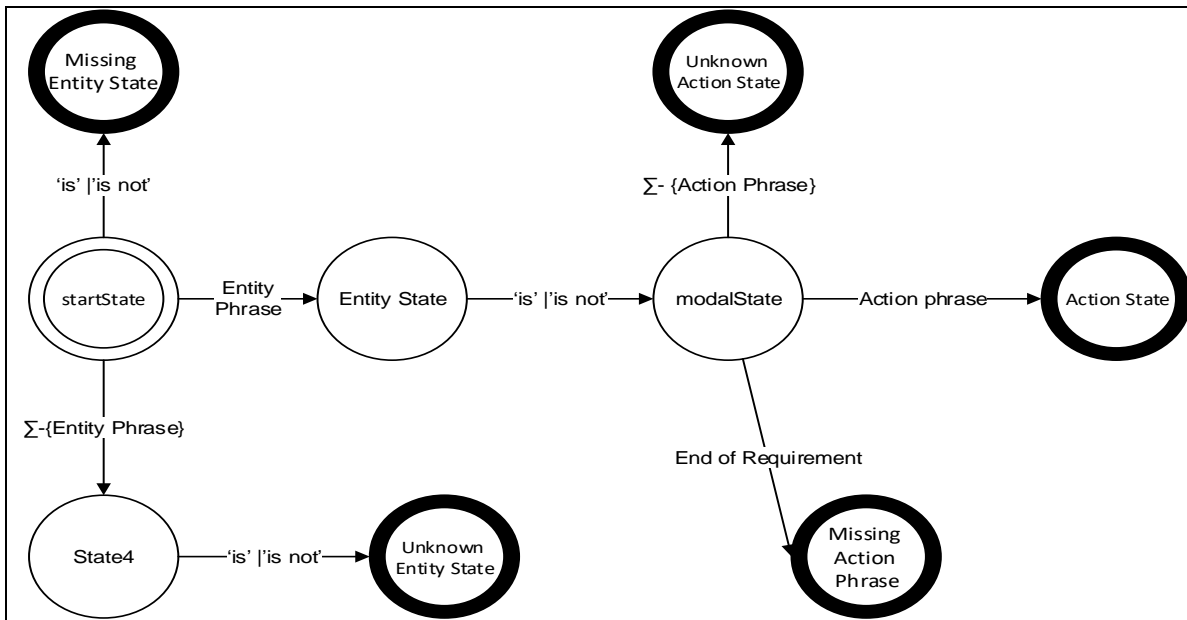 Missing
Entity State
Unknown
Action State
‘is’ |’is not’
∑- {Action Phrase}
startState
Entity
Phrase
Entity State
‘is’ |’is not’
modalState
Action phrase
Action State
∑-{Entity Phrase}
End of Requirement
State4
‘is’ |’is not’
Unknown
Entity State
Missing
Action
Phrase